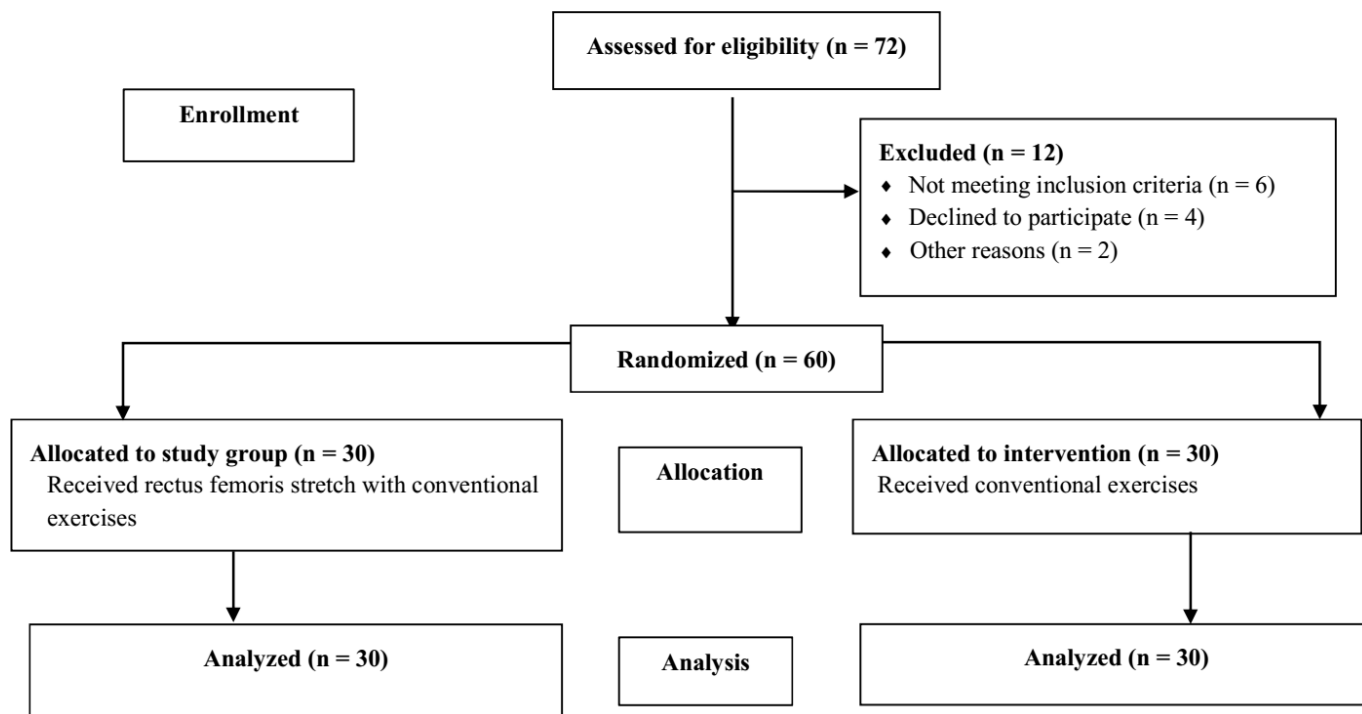 Assessed for eligibility (n = 72)
Enrollment
Excluded (n = 12)
♦ Not meeting inclusion criteria (n = 6)
♦ Declined to participate (n = 4)
♦ Other reasons (n = 2)
Randomized (n = 60)
Allocated to study group (n = 30)
Received rectus femoris stretch with conventional
exercises
Allocation
Allocated to intervention (n = 30)
Received conventional exercises
Analyzed (n = 30)
Analysis
Analyzed (n = 30)